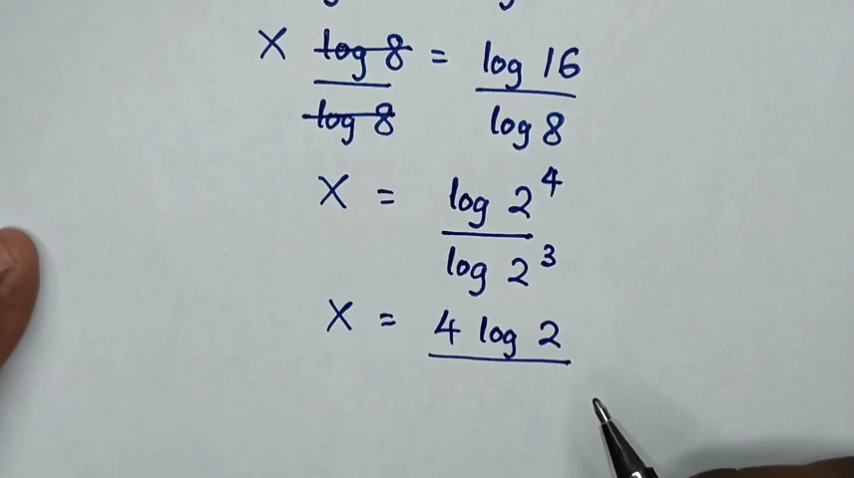 X log 8 = log 16
log 8 log 8
X = log 2^4
log 2^3
X = 4 log 2